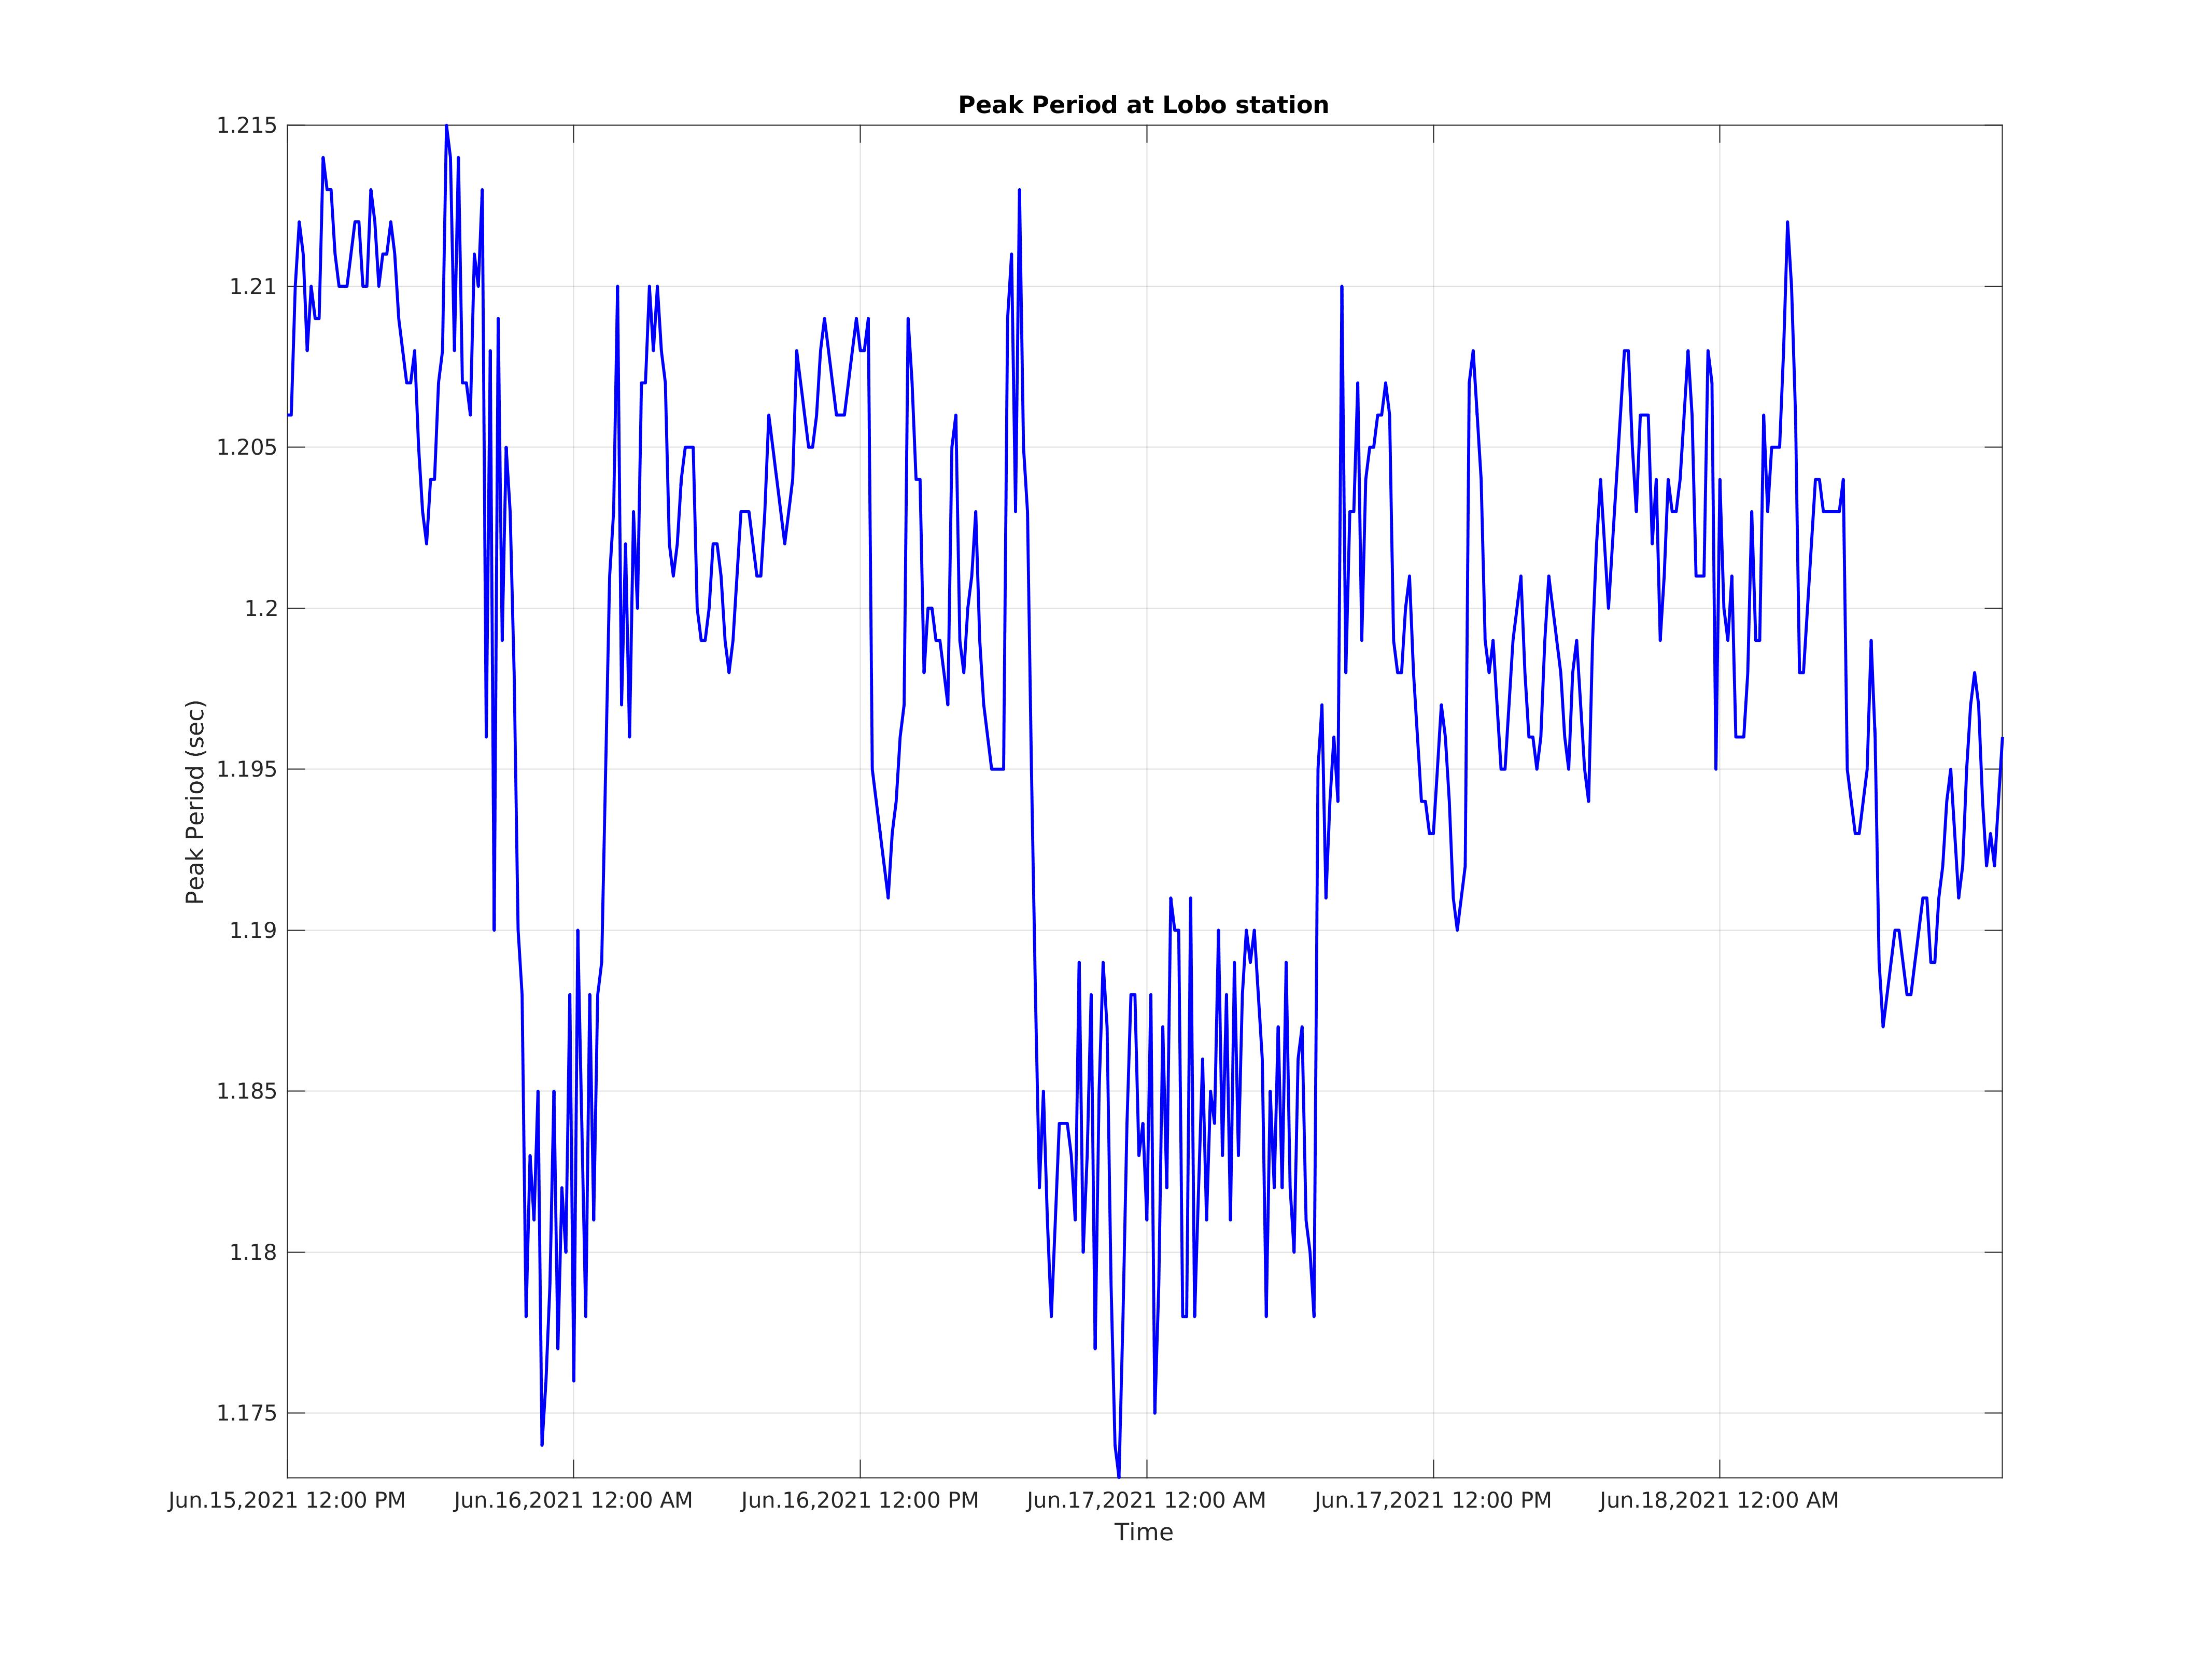 Peak Period at Lobo station
1.215
1.21
1.205
1.2
1.195
1.19
1.185
1.18
1.175
Peak Period (sec)
Jun.15,2021 12:00 PM Jun.16,2021 12:00 AM Jun.16,2021 12:00 PM Jun.17,2021 12:00 AM Jun.17,2021 12:00 PM Jun.18,2021 12:00 AM
Time